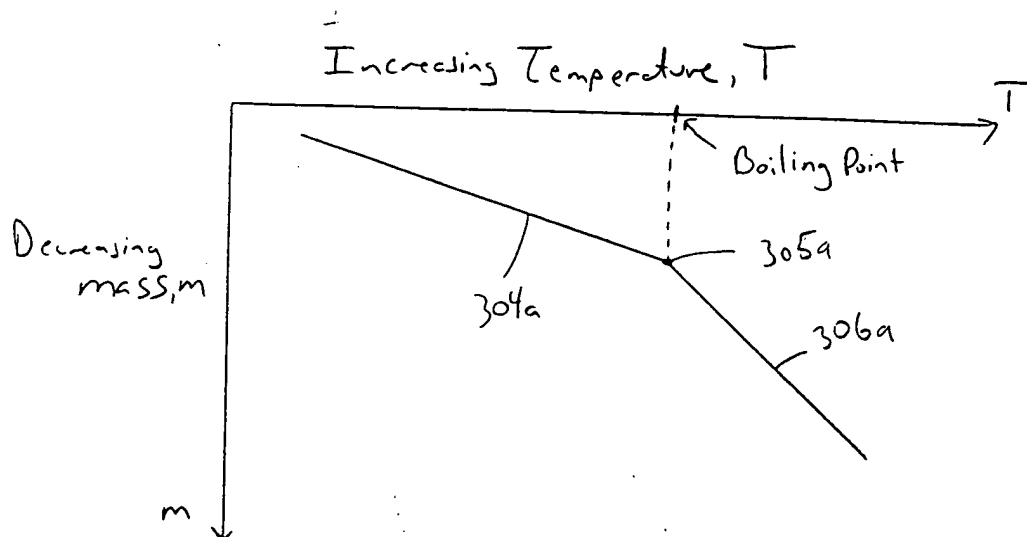 Increasing Temperature, T
T
Boiling Point
Decreasing
mass, m
305a
304a
306a
m